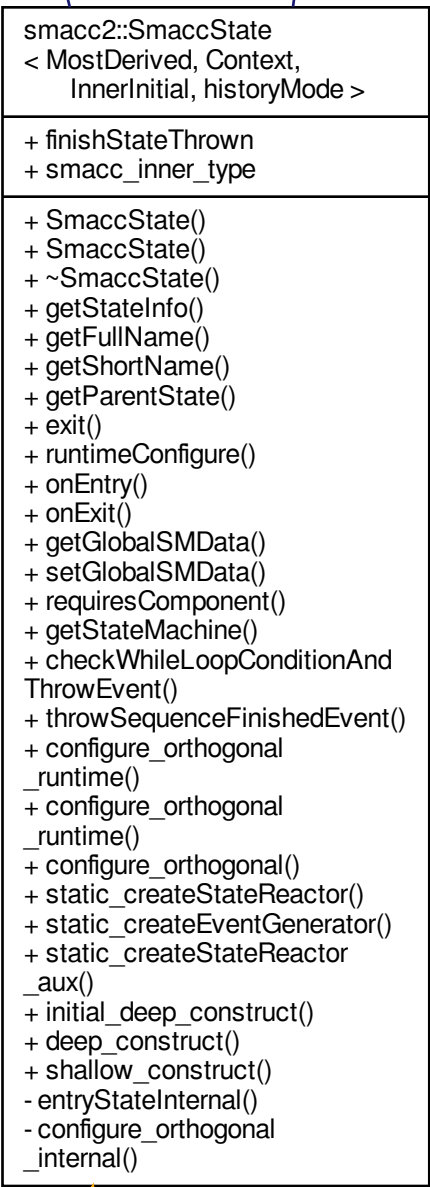 smacc2::SmaccState
< MostDerived, Context,
InnerInitial, historyMode >
+ finishStateThrown
+ smacc_inner_type
+ SmaccState()
+ SmaccState()
+ ~SmaccState()
+ getStateInfo()
+ getFullName()
+ getShortName()
+ getParentState()
+ exit()
+ runtimeConfigure()
+ onEntry()
+ onExit()
+ getGlobalSMData()
+ setGlobalSMData()
+ requiresComponent()
+ getStateMachine()
+ checkWhileLoopConditionAnd
ThrowEvent()
+ throwSequenceFinishedEvent()
+ configure_orthogonal
_runtime()
+ configure_orthogonal
_runtime()
+ configure_orthogonal()
+ static_createStateReactor()
+ static_createEventGenerator()
+ static_createStateReactor
_aux()
+ initial_deep_construct()
+ deep_construct()
+ shallow_construct()
- entryStateInternal()
- configure_orthogonal
_internal()